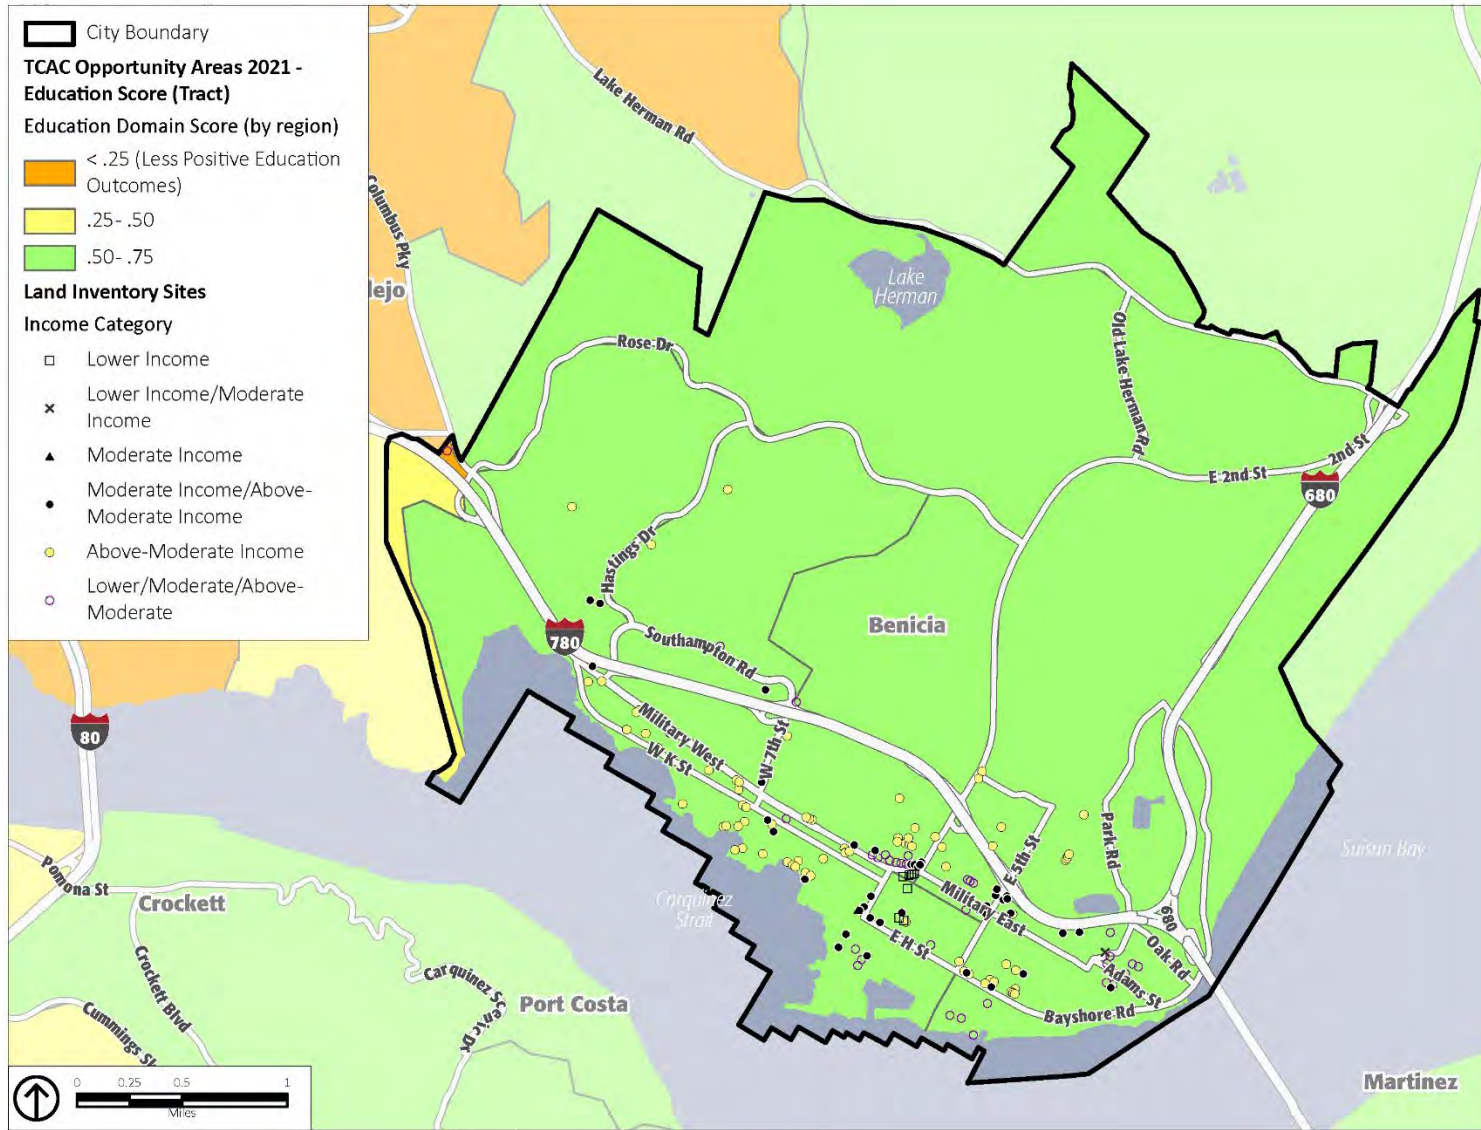 City Boundary
TCAC Opportunity Areas 2021 -
Education Score (Tract)
Education Domain Score (by region)
< .25 (Less Positive Education
Outcomes)
.25- .50
.50- .75
Land Inventory Sites
Income Category
Lower Income
Lower Income/Moderate
Income
Moderate Income
Moderate Income/Above-
Moderate Income
Above-Moderate Income
Lower/Moderate/Above-
Moderate
Lake Herman Rd
Columbus Pky
llejo
Lake
Herman
Rose Dr
Old Lake Herman Rd
E 2nd St
2nd St
680
Hastings Dr
Benicia
780
Southampton Rd
80
Military West
W K St
W 7th St
Park Rd
Suisun Bay
E 5th St
Pomona St
Crockett
Carquinez
Strait
Military East
680
Oak Rd
E H St
Adams St
Crockett Blvd
Carquinez Scenic Dr
Port Costa
Bayshore Rd
Martinez
0 0.25 0.5 1
Miles